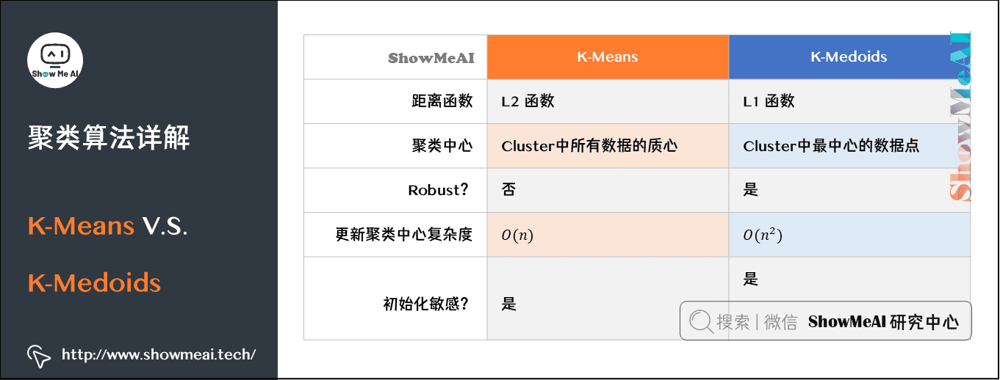 Show Me AI
聚类算法详解
K-Means V.S.
K-Medoids
http://www.showmeai.tech/
ShowMeAI K-Means K-Medoids
距离函数 L2 函数 L1 函数
聚类中心 Cluster中所有数据的质心 Cluster中最中心的数据点
Robust? 否 是
更新聚类中心复杂度 O(n) O(n²)
初始化敏感? 是 是
搜索 | 微信 ShowMeAI 研究中心
ShowMeAI